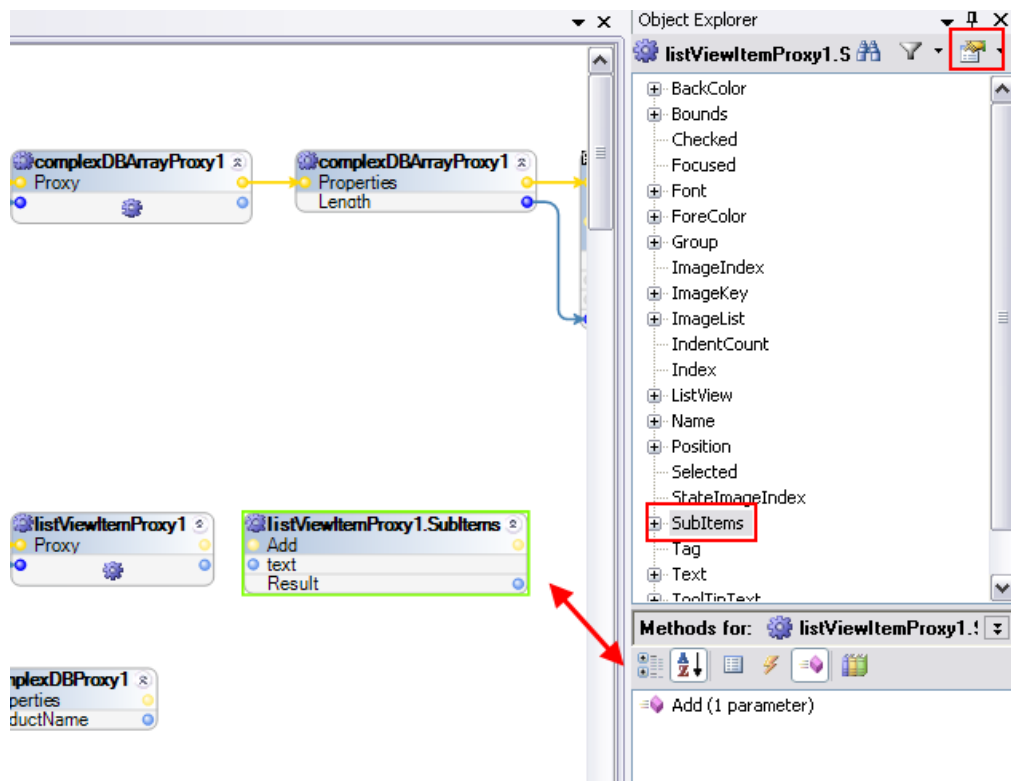 Object Explorer
listViewItemProxy1.S
BackColor
Bounds
Checked
Focused
Font
ForeColor
Group
ImageIndex
ImageKey
ImageList
IndentCount
Index
ListView
Name
Position
Selected
StateImageIndex
SubItems
Tag
Text
ToolTipText
Methods for: listViewItemProxy1.S
Add (1 parameter)
complexDBArrayProxy1
Proxy
complexDBArrayProxy1
Properties
Length
listViewItemProxy1
Proxy
listViewItemProxy1.SubItems
Add
text
Result
nplexDBProxy1
perties
ductName